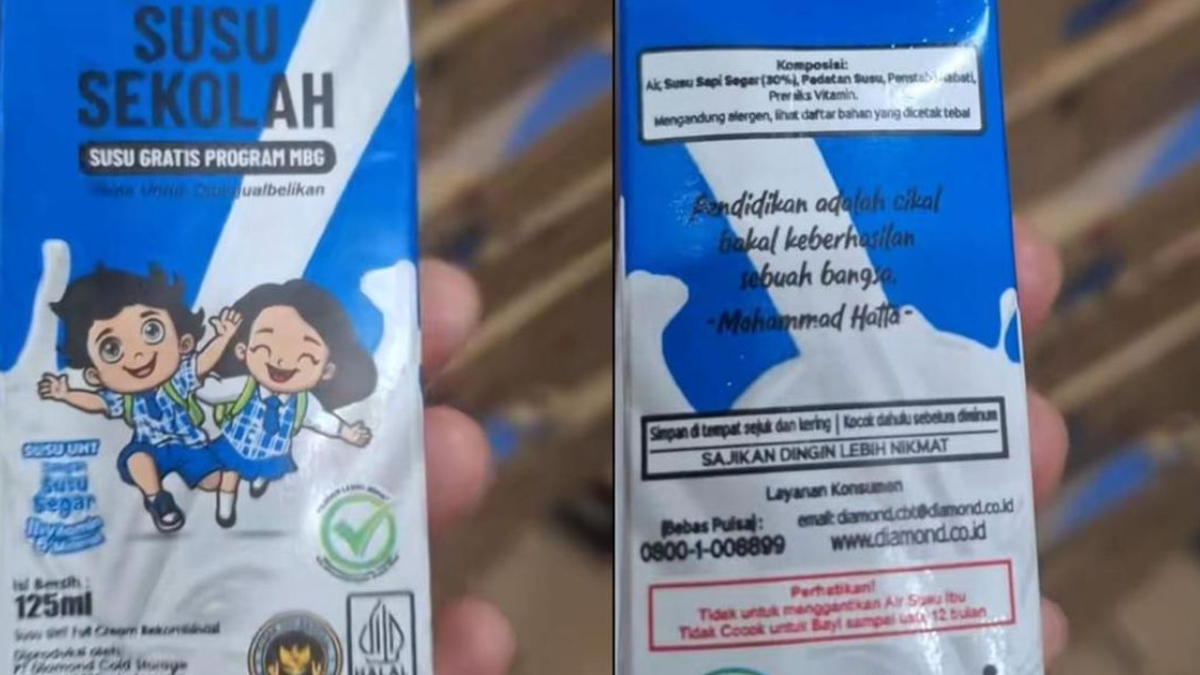 SUSU
SEKOLAH
SUSU GRATIS PROGRAM MBG
SUSU UHT
Susu
Segar
Isi Bersih :
125ml
Susu UHT Full Cream Rekombinasi
Diproduksi oleh:
PT Diamond Cold Storage
HALAL
Komposisi:
Air, Susu Sapi Segar (30%), Padatan Susu,
Vitamin.
Mengandung alergen, lihat daftar bahan yang dicetak tebal
Pendidikan adalah cikal
bakal keberhasilan
sebuah bangsa.
-Mohammad Hatta-
Simpan di tempat sejuk dan kering | Kocok dahulu sebelum diminum
SAJIKAN DINGIN LEBIH NIKMAT
Layanan Konsumen
(Bebas Pulsa):
0800-1-008899
email: diamond.cbt@diamond.co.id
www.diamond.co.id
Perhatikan!
Tidak untuk menggantikan Air Susu Ibu
Tidak Cocok untuk Bayi sampai usia 12 bulan